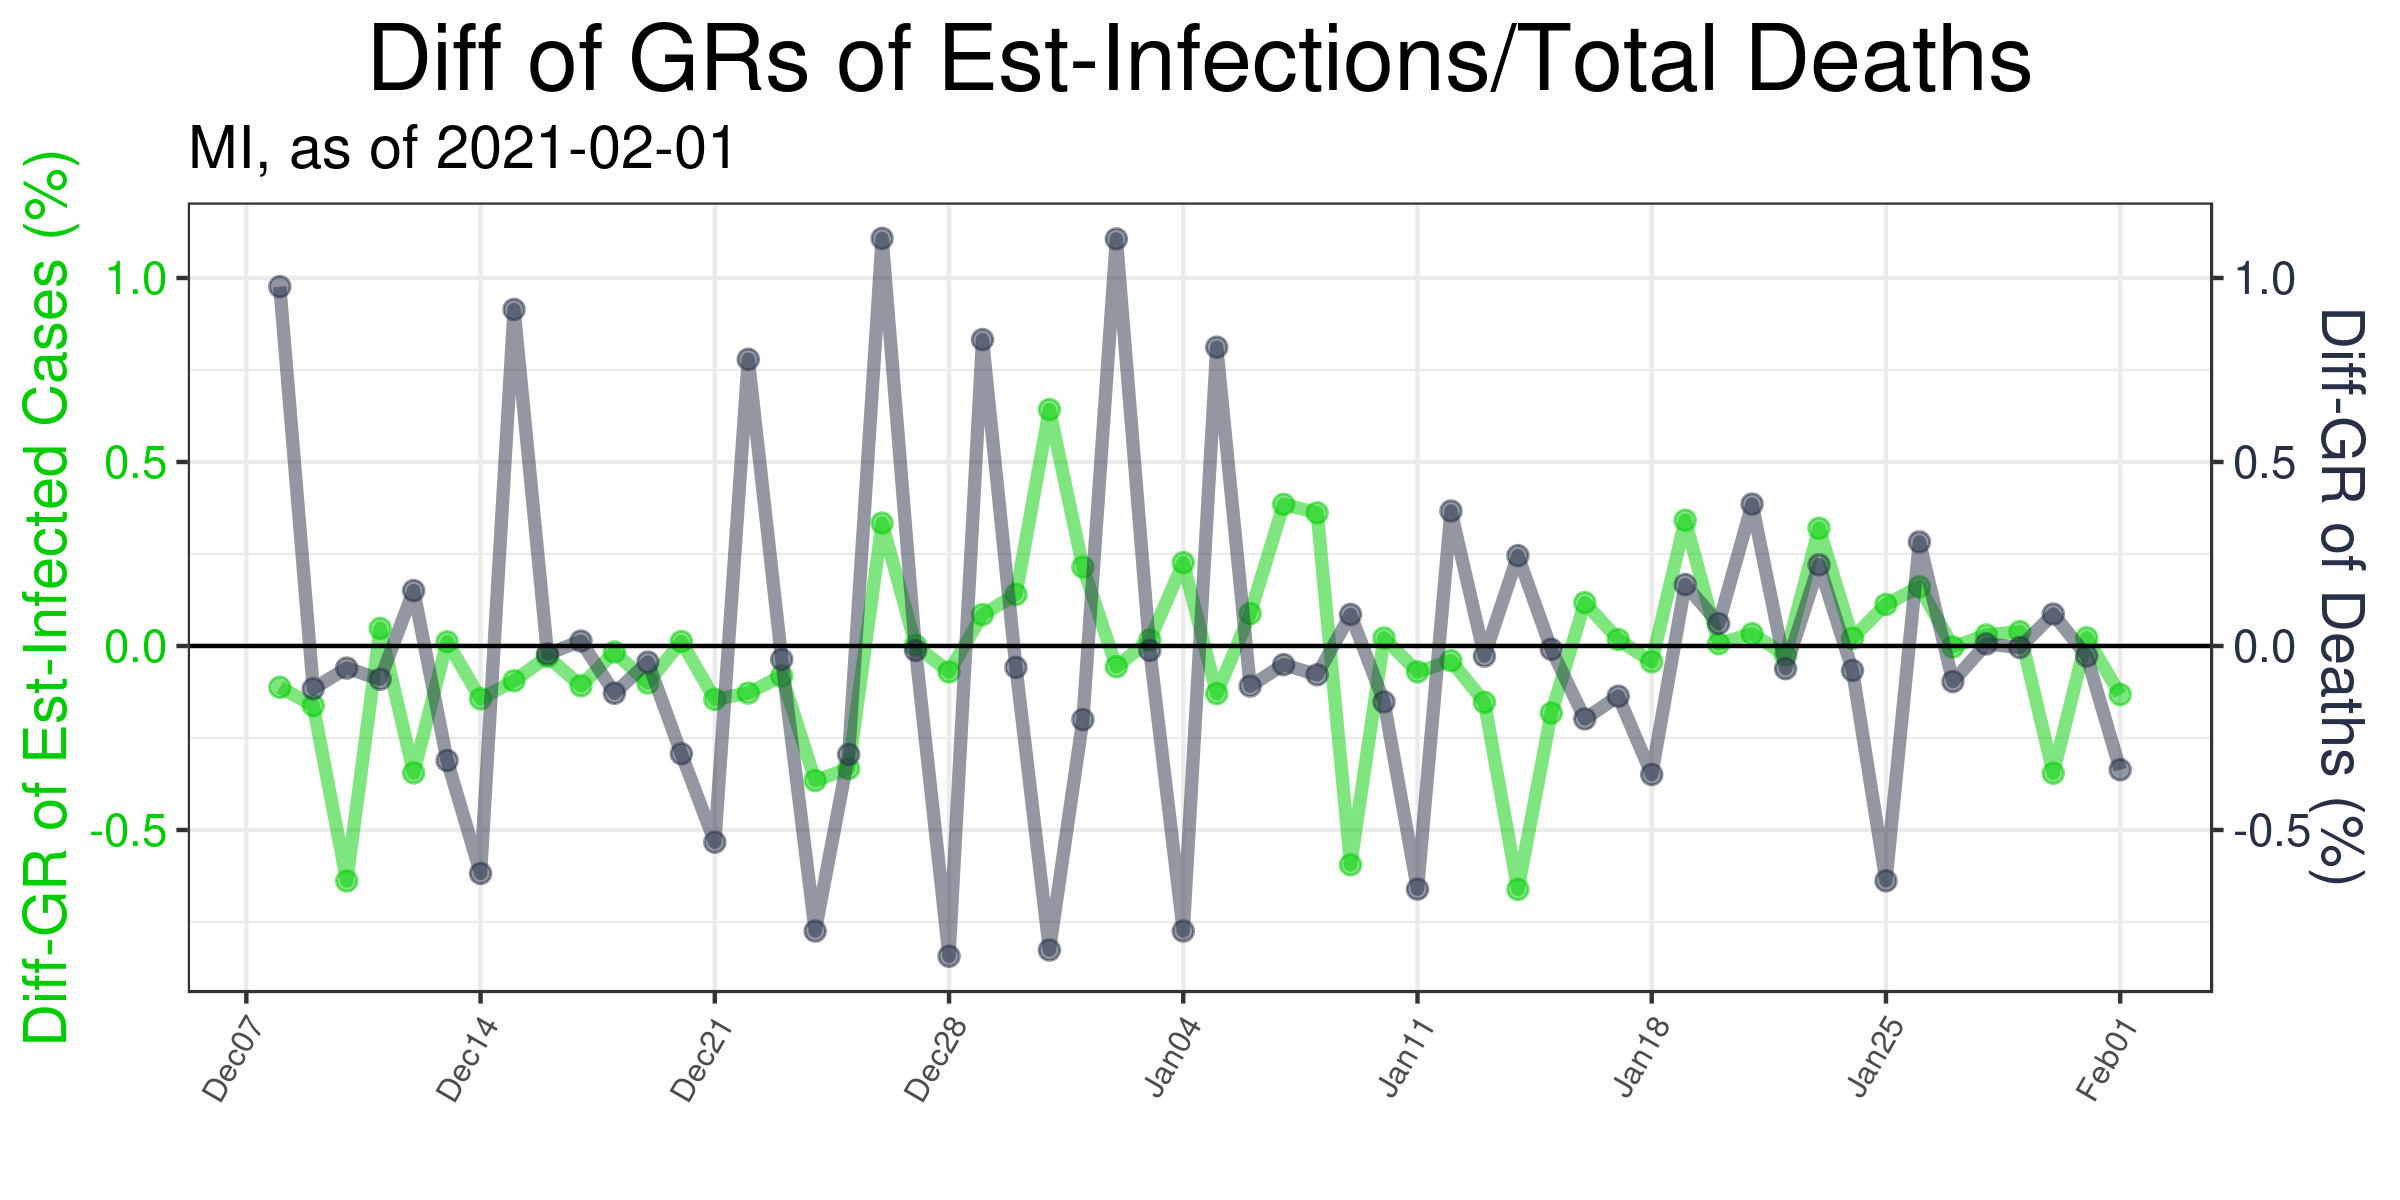 Diff of GRs of Est-Infections/Total Deaths
MI, as of 2021-02-01
Diff-GR of Est-Infected Cases (%)
1.0
0.5
0.0
-0.5
1.0
0.5
0.0
-0.5
Diff-GR of Deaths (%)
Dec07
Dec14
Dec21
Dec28
Jan04
Jan11
Jan18
Jan25
Feb01